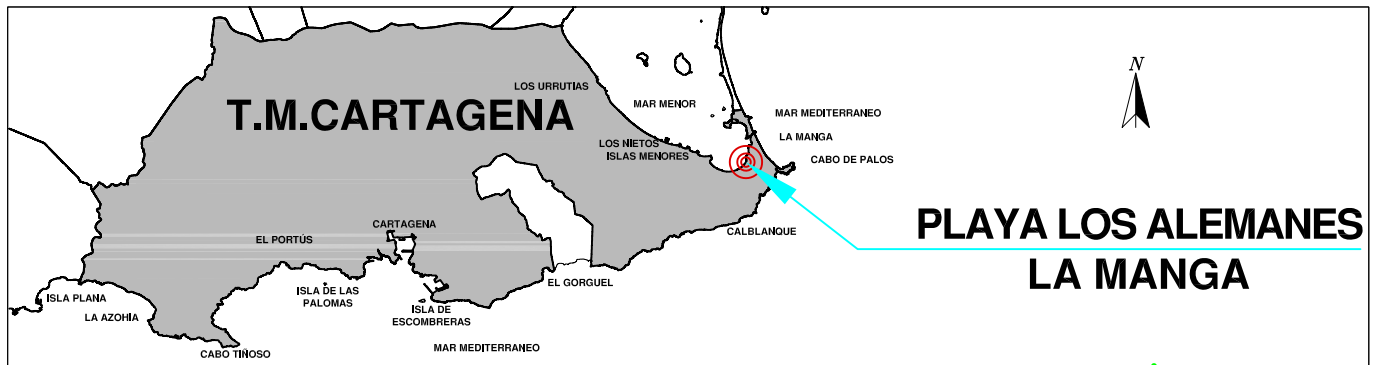 N
LOS URRUTIAS
T.M.CARTAGENA
MAR MENOR
MAR MEDITERRANEO
LA MANGA
LOS NIETOS
ISLAS MENORES
CABO DE PALOS
PLAYA LOS ALEMANES
LA MANGA
CARTAGENA
CALBLANQUE
EL PORTÚS
EL GORGUEL
ISLA DE LAS
PALOMAS
ISLA PLANA
ISLA DE
ESCOMBRERAS
LA AZOHÍA
MAR MEDITERRANEO
CABO TIÑOSO